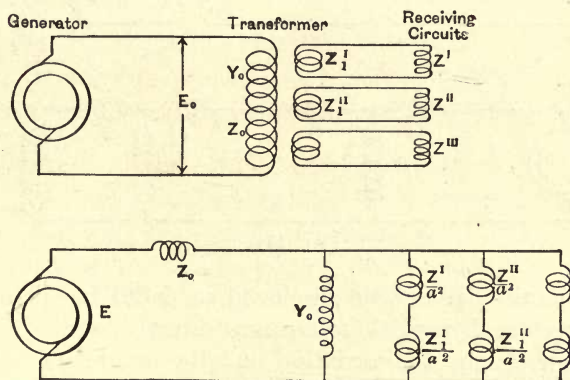 Generator Transformer Receiving Circuits
E₀
Y₀
Z₀
Z₁ᴵ
Zᴵ
Z₁ᴵᴵ
Zᴵᴵ
Zᴵᴵᴵ
Z₀
E
Y₀
Zᴵ/a²
Zᴵᴵ/a²
Z₁ᴵ/a²
Z₁ᴵᴵ/a²